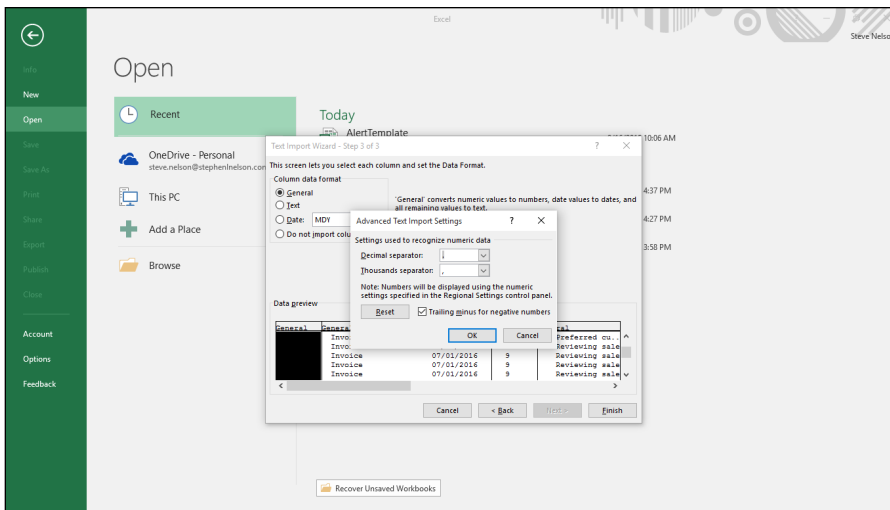 Excel
Steve Nelso
Info
New
Open
Save
Save As
Print
Share
Export
Publish
Close
Account
Options
Feedback
Open
Recent
OneDrive - Personal
steve.nelson@stephenlnelson.com
This PC
Add a Place
Browse
Today
AlertTemplate
10:06 AM
4:37 PM
4:27 PM
3:58 PM
Recover Unsaved Workbooks
Text Import Wizard - Step 3 of 3
? ×
This screen lets you select each column and set the Data Format.
Column data format
General
Text
Date: MDY
Do not import colu
'General' converts numeric values to numbers, date values to dates, and
all remaining values to text.
Advanced Text Import Settings
? ×
Settings used to recognize numeric data
Decimal separator: .
Thousands separator: ,
Note: Numbers will be displayed using the numeric
settings specified in the Regional Settings control panel.
Reset
Trailing minus for negative numbers
OK Cancel
Data preview
General Genera ral
Invo Preferred cu..
Invo Reviewing sale
Invoice 07/01/2016 9 Reviewing sale
Invoice 07/01/2016 9 Reviewing sale
Cancel < Back Next > Finish